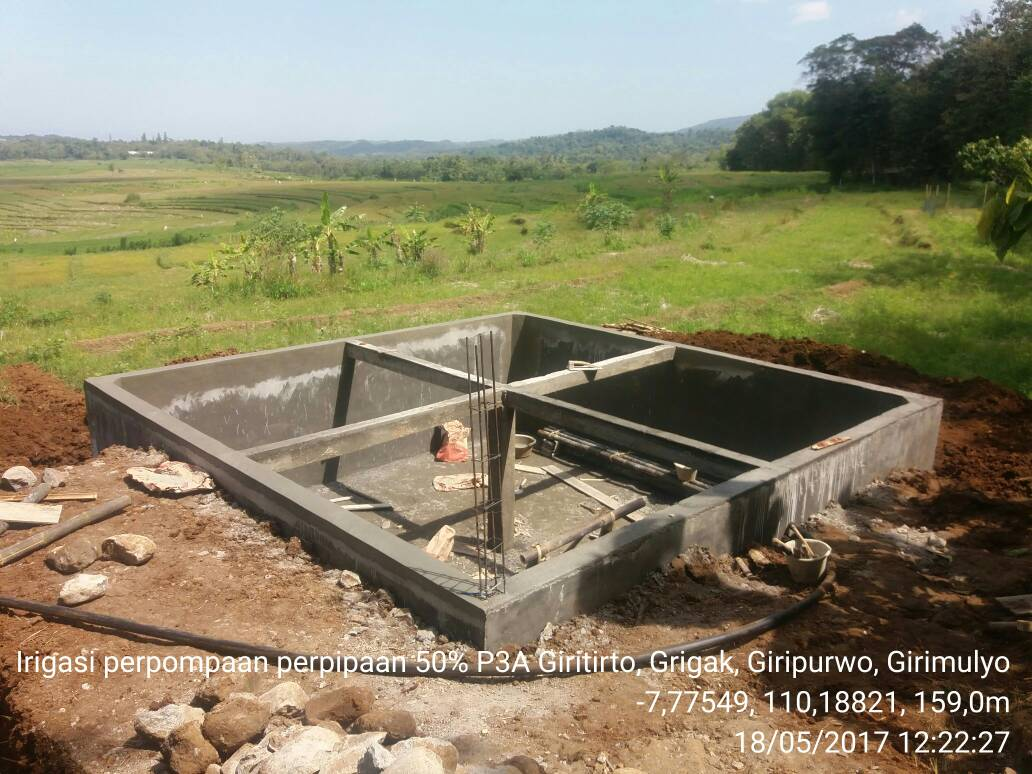 Irigasi perpompaan perpipaan 50% P3A Giritirto, Grigak, Giripurwo, Girimulyo
-7,77549, 110,18821, 159,0m
18/05/2017 12:22:27